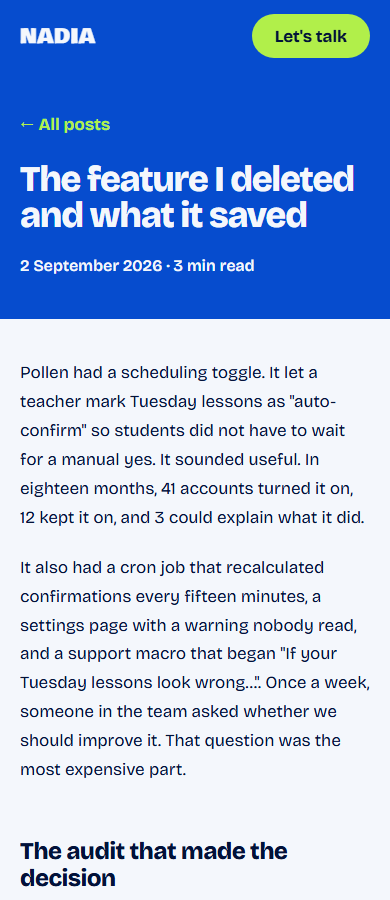 NADIA
Let's talk
← All posts
The feature I deleted
and what it saved
2 September 2026 · 3 min read
Pollen had a scheduling toggle. It let a
teacher mark Tuesday lessons as "auto-
confirm" so students did not have to wait
for a manual yes. It sounded useful. In
eighteen months, 41 accounts turned it on,
12 kept it on, and 3 could explain what it did.
It also had a cron job that recalculated
confirmations every fifteen minutes, a
settings page with a warning nobody read,
and a support macro that began "If your
Tuesday lessons look wrong...". Once a week,
someone in the team asked whether we
should improve it. That question was the
most expensive part.
The audit that made the
decision